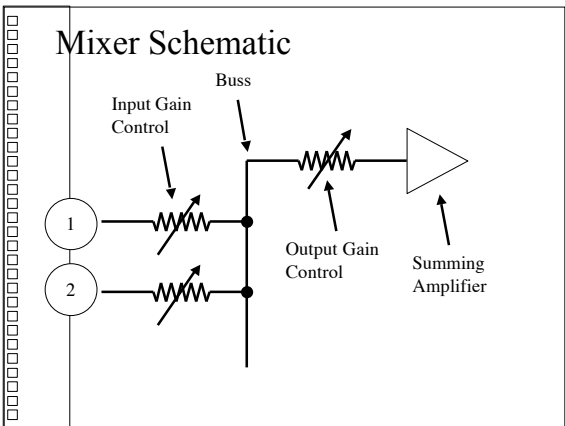 Mixer Schematic
Buss
Input Gain
Control
1
Output Gain
Control
Summing
Amplifier
2